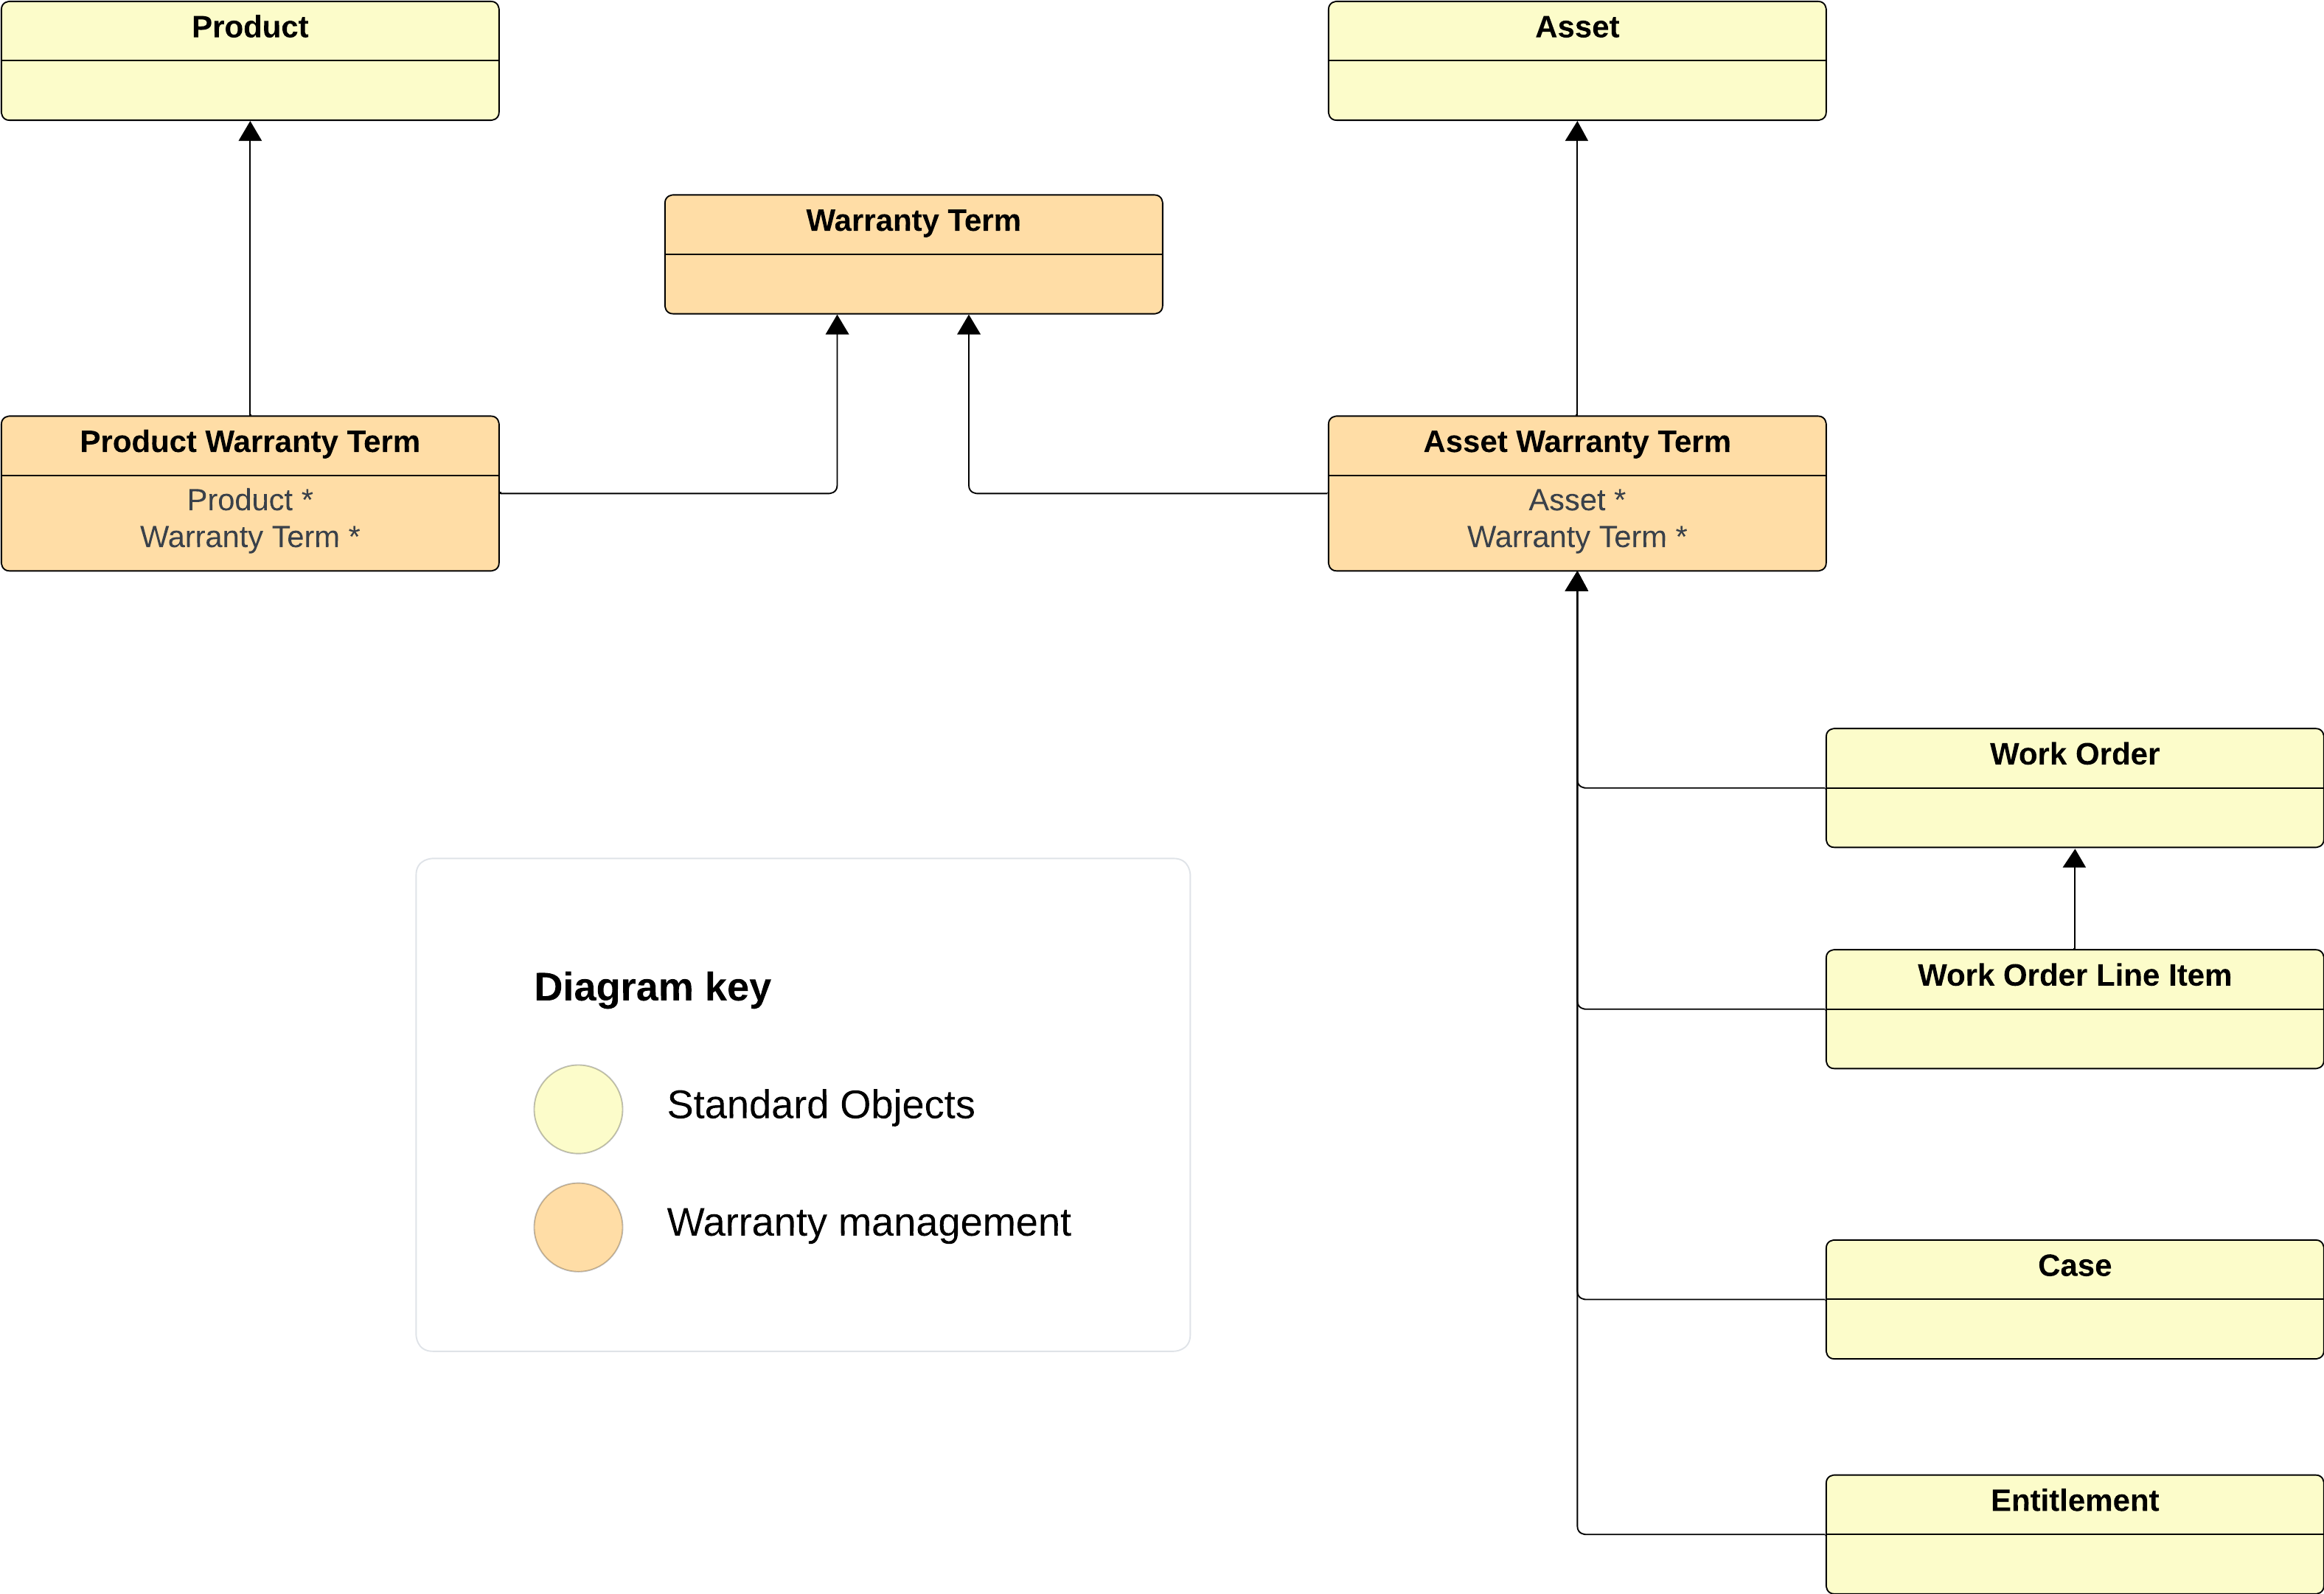 Product
Asset
Warranty Term
Product Warranty Term
Product *
Warranty Term *
Asset Warranty Term
Asset *
Warranty Term *
Work Order
Work Order Line Item
Diagram key
Standard Objects
Warranty management
Case
Entitlement